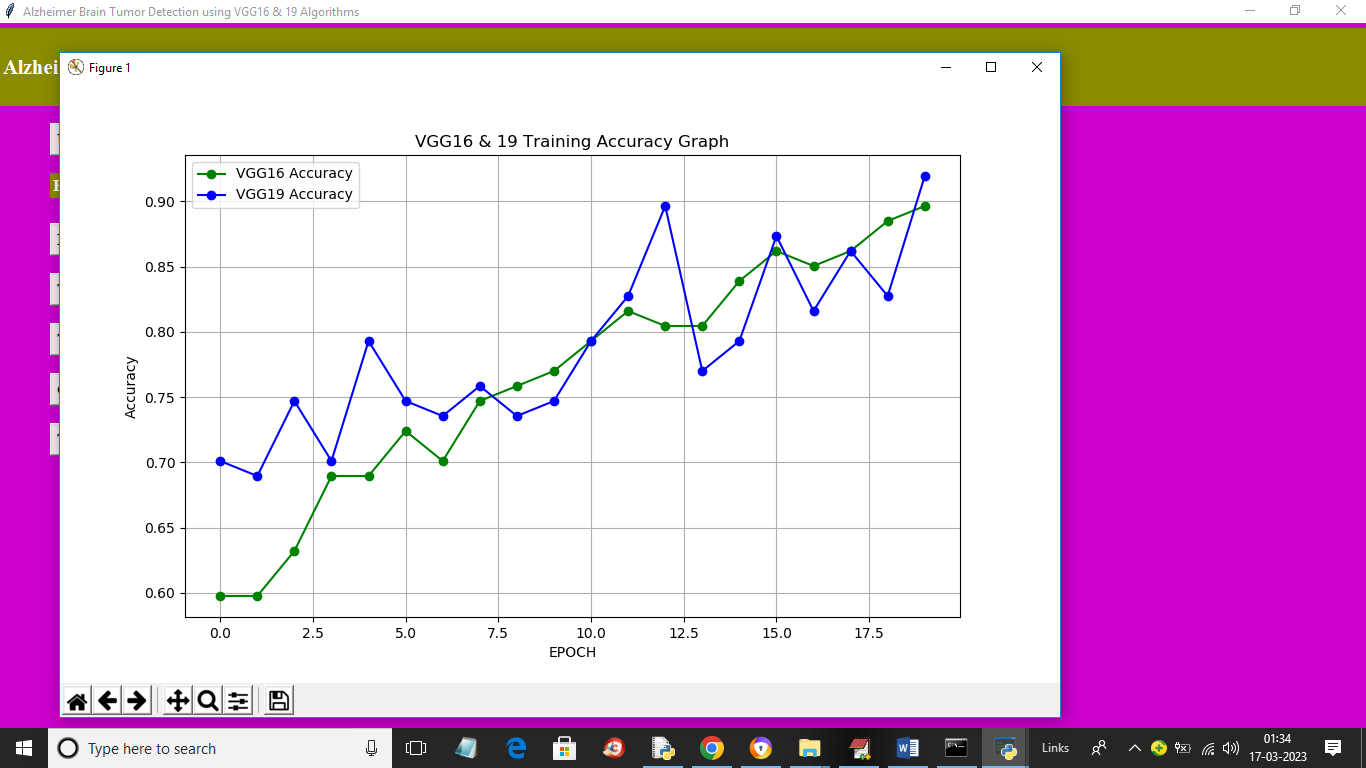 Alzheimer Brain Tumor Detection using VGG16 & 19 Algorithms
Alzhei
Figure 1
VGG16 & 19 Training Accuracy Graph
VGG16 Accuracy
VGG19 Accuracy
0.90
0.85
0.80
0.75
0.70
0.65
0.60
Accuracy
0.0 2.5 5.0 7.5 10.0 12.5 15.0 17.5
EPOCH
Type here to search
Links
01:34
17-03-2023